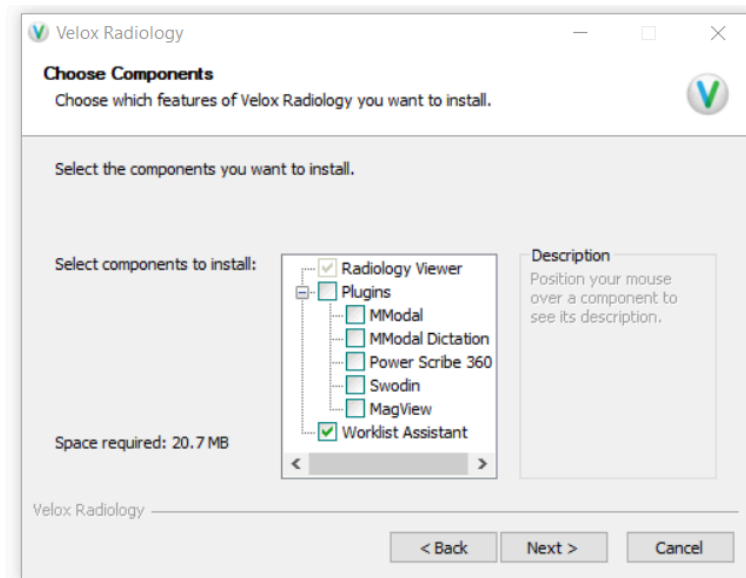 Velox Radiology
Choose Components
Choose which features of Velox Radiology you want to install.
Select the components you want to install.
Select components to install:
Radiology Viewer
Plugins
MModal
MModal Dictation
Power Scribe 360
Swodin
MagView
Worklist Assistant
Space required: 20.7 MB
Description
Position your mouse
over a component to
see its description.
Velox Radiology
< Back
Next >
Cancel